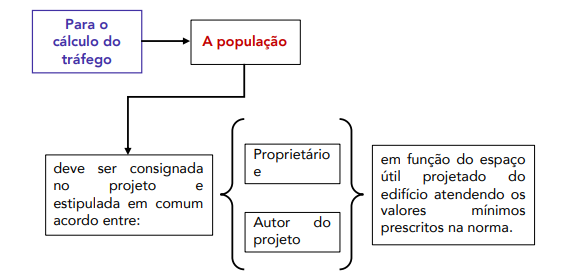 Para o
cálculo do
tráfego
A população
deve ser consignada
no projeto e
estipulada em comum
acordo entre:
Proprietário
e
Autor do
projeto
em função do espaço
útil projetado do
edifício atendendo os
valores mínimos
prescritos na norma.